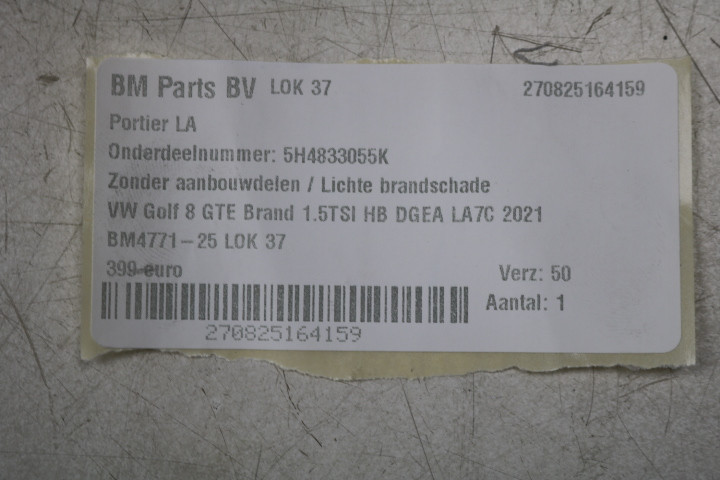 BM Parts BV LOK 37 270825164159
Portier LA
Onderdeelnummer: 5H4833055K
Zonder aanbouwdelen / Lichte brandschade
VW Golf 8 GTE Brand 1.5TSI HB DGEA LA7C 2021
BM4771-25 LOK 37
399 euro Verz: 50
Aantal: 1
270825164159